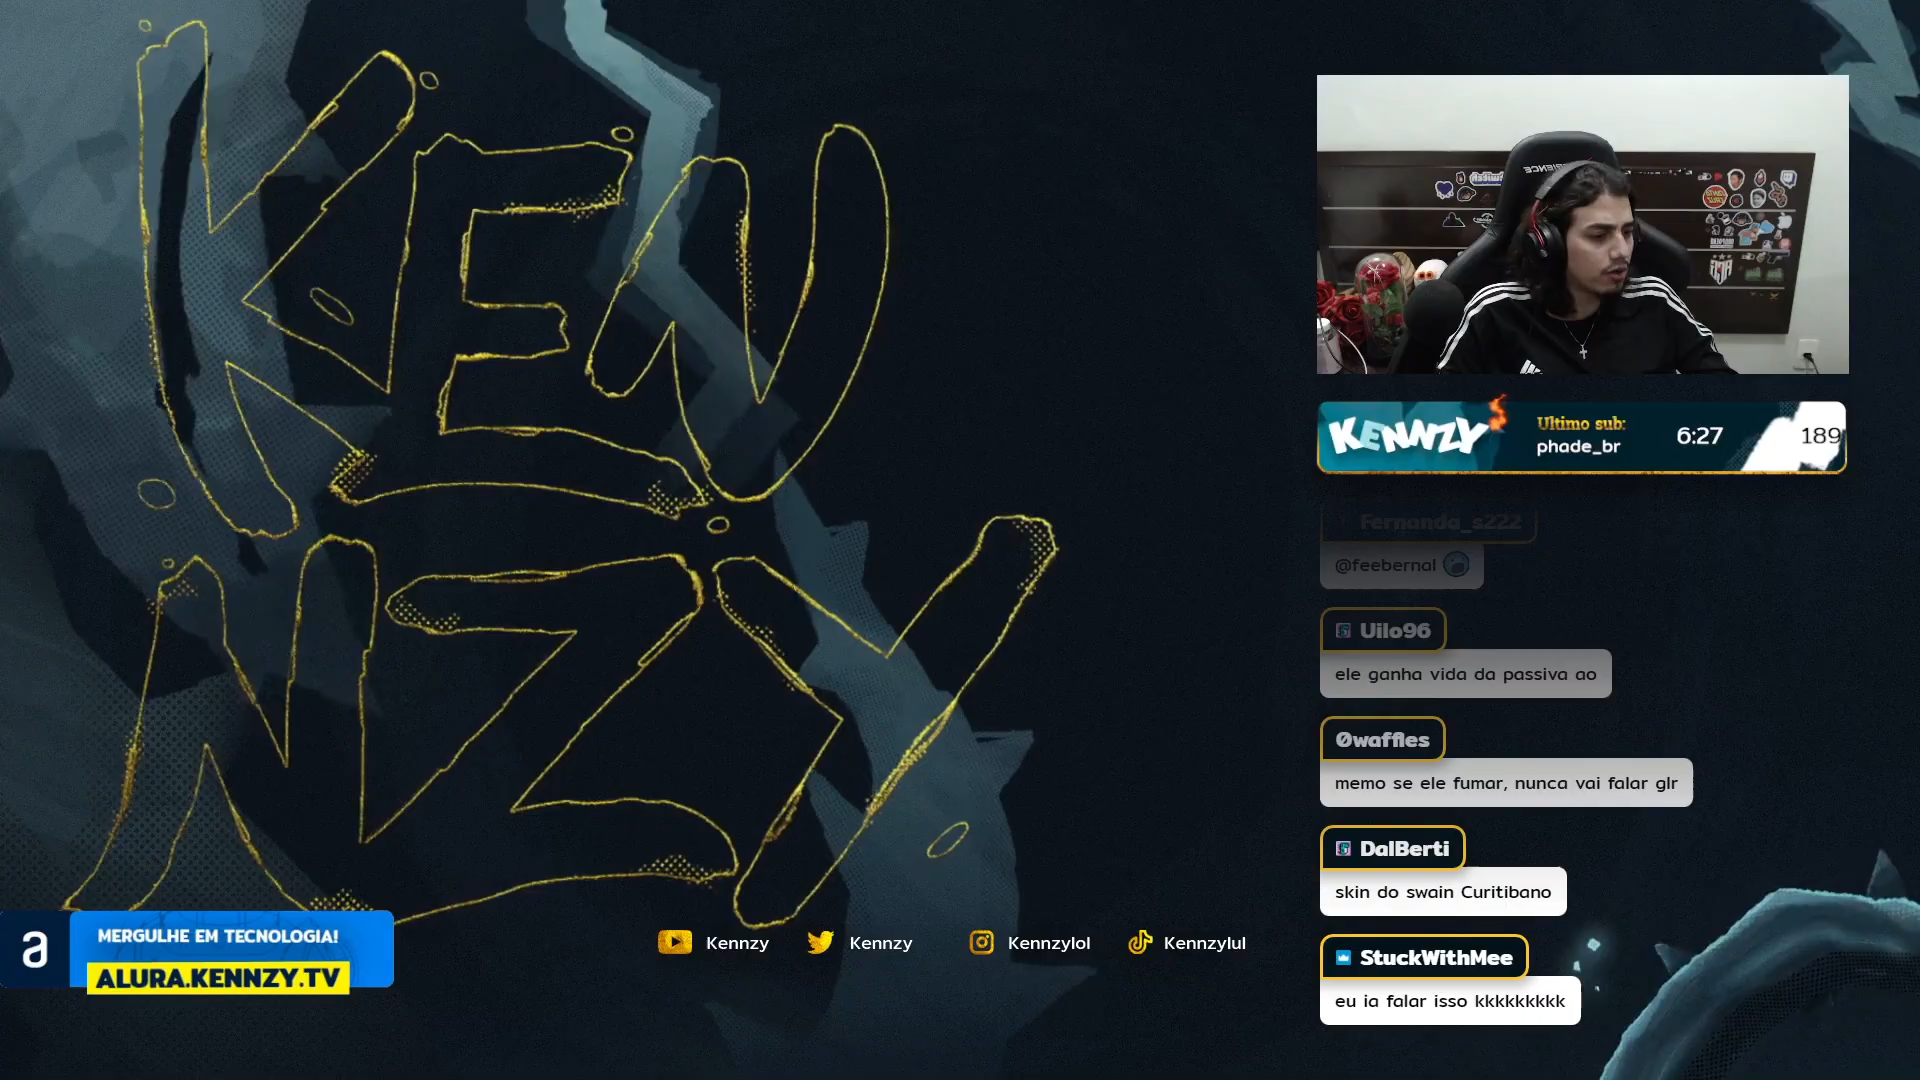 KENNZY
KENNZY
Ultimo sub:
phade_br
6:27
189
Fernanda_s222
@feebernal
Uilo96
ele ganha vida da passiva ao
Øwaffles
memo se ele fumar, nunca vai falar glr
DalBerti
skin do swain Curitibano
StuckWithMee
eu ia falar isso kkkkkkkkk
a
MERGULHE EM TECNOLOGIA!
ALURA.KENNZY.TV
Kennzy
Kennzy
Kennzylol
Kennzylul